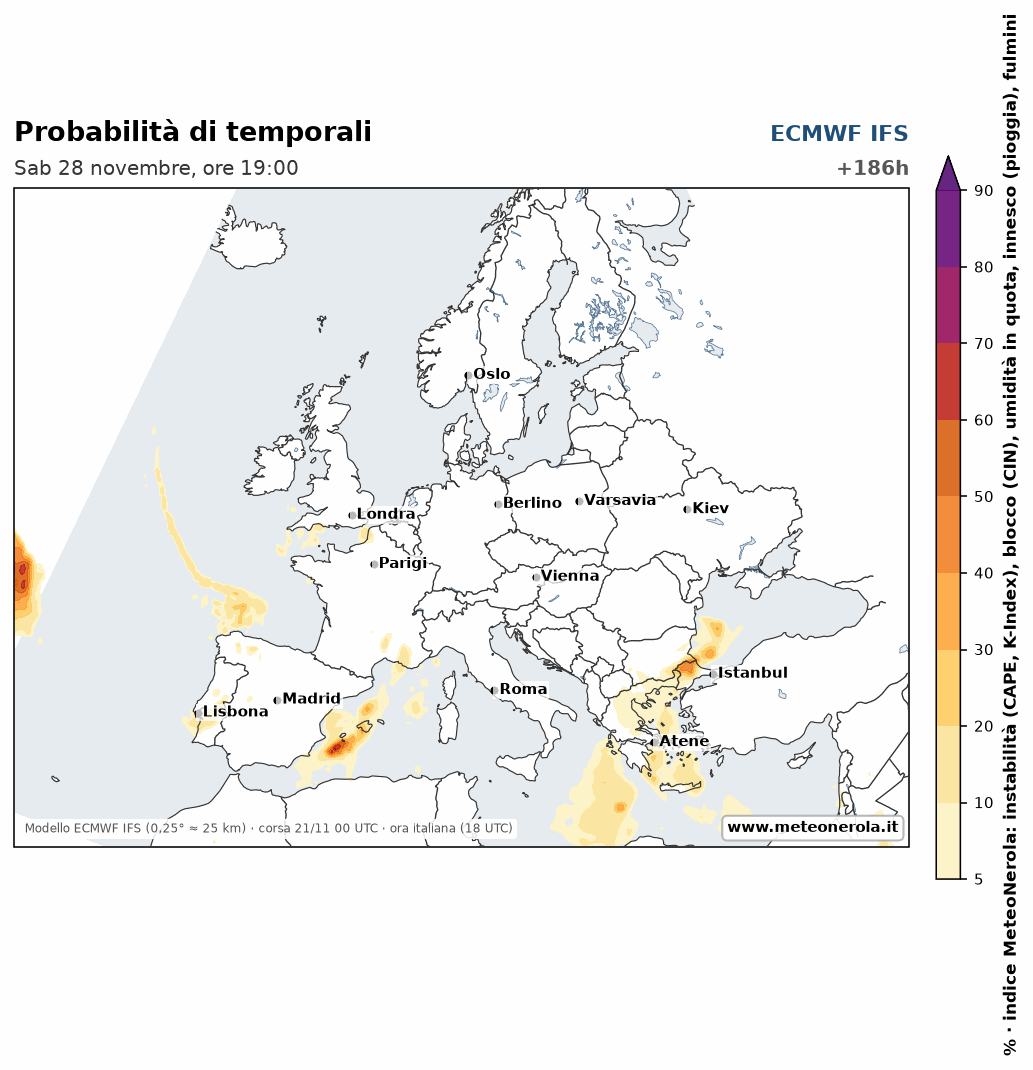 Probabilità di temporali
ECMWF IFS
Sab 28 novembre, ore 19:00
+186h
90
80
70
60
50
40
30
20
10
5
% · indice MeteoNerola: instabilità (CAPE, K-Index), blocco (CIN), umidità in quota, innesco (pioggia), fulmini
Oslo
Berlino
Varsavia
Kiev
Londra
Parigi
Vienna
Istanbul
Roma
Madrid
Lisbona
Atene
Modello ECMWF IFS (0,25° ≈ 25 km) · corsa 21/11 00 UTC · ora italiana (18 UTC)
www.meteonerola.it